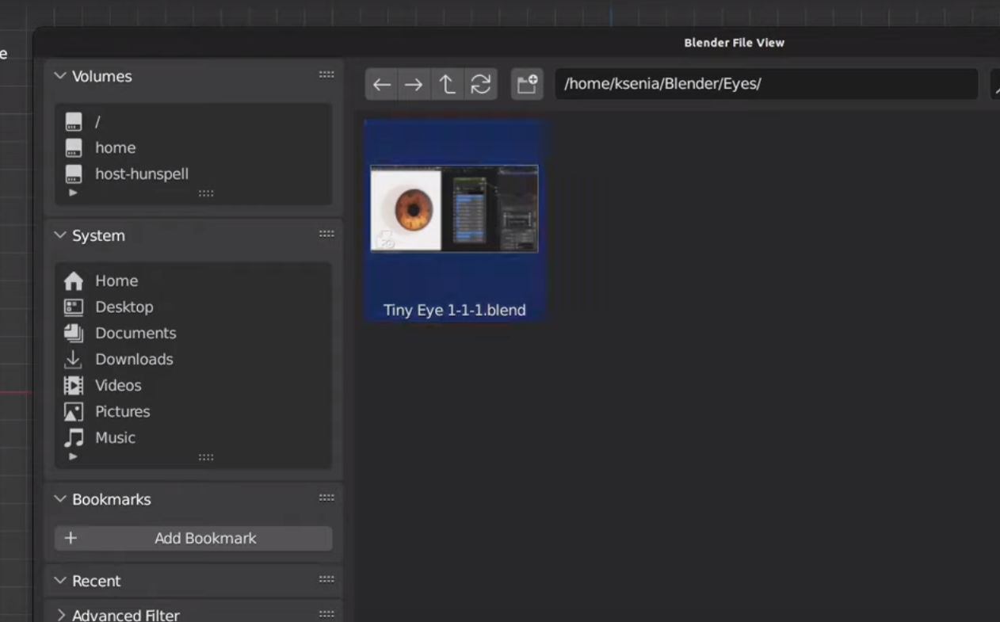 Blender File View
e
Volumes
/
home
host-hunspell
System
Home
Desktop
Documents
Downloads
Videos
Pictures
Music
Bookmarks
+ Add Bookmark
Recent
Advanced Filter
/home/ksenia/Blender/Eyes/
Tiny Eye 1-1-1.blend